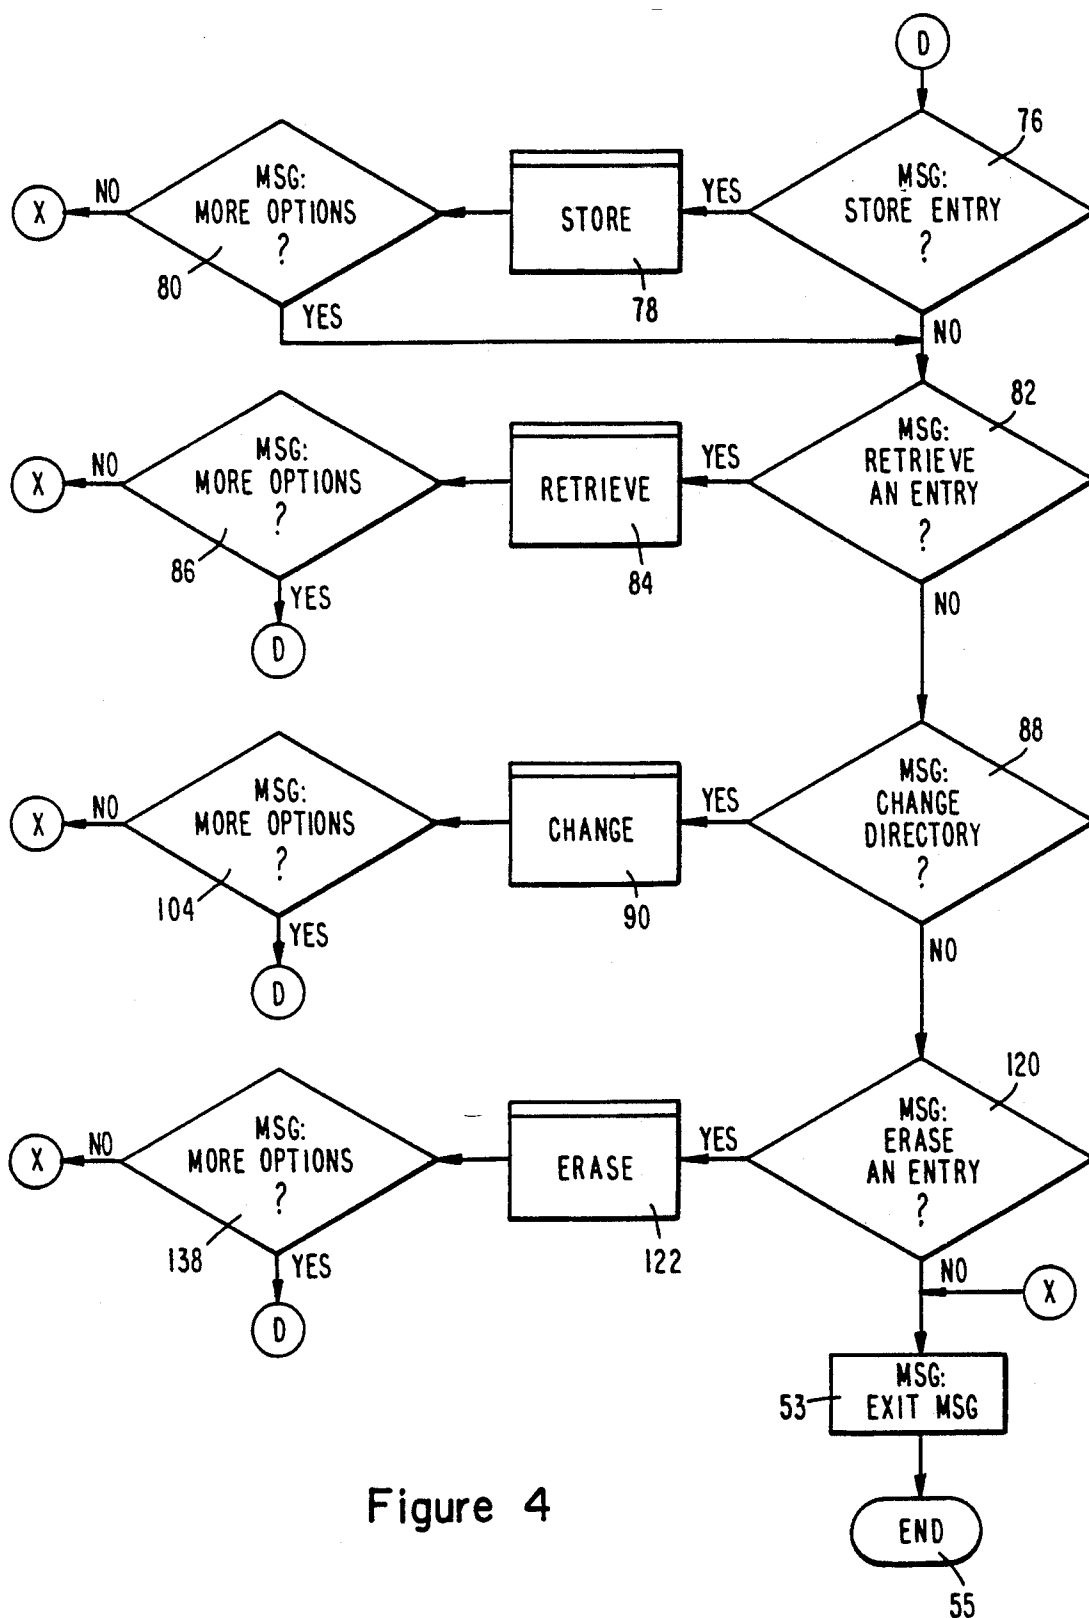 D
76
MSG:
STORE ENTRY
?
YES
STORE
78
MSG:
MORE OPTIONS
?
80
NO
X
YES
NO
82
MSG:
RETRIEVE
AN ENTRY
?
YES
RETRIEVE
84
MSG:
MORE OPTIONS
?
86
NO
X
YES
D
NO
88
MSG:
CHANGE
DIRECTORY
?
YES
CHANGE
90
MSG:
MORE OPTIONS
?
104
NO
X
YES
D
NO
120
MSG:
ERASE
AN ENTRY
?
YES
ERASE
122
MSG:
MORE OPTIONS
?
138
NO
X
YES
D
NO
X
MSG:
EXIT MSG
53
END
55
Figure 4